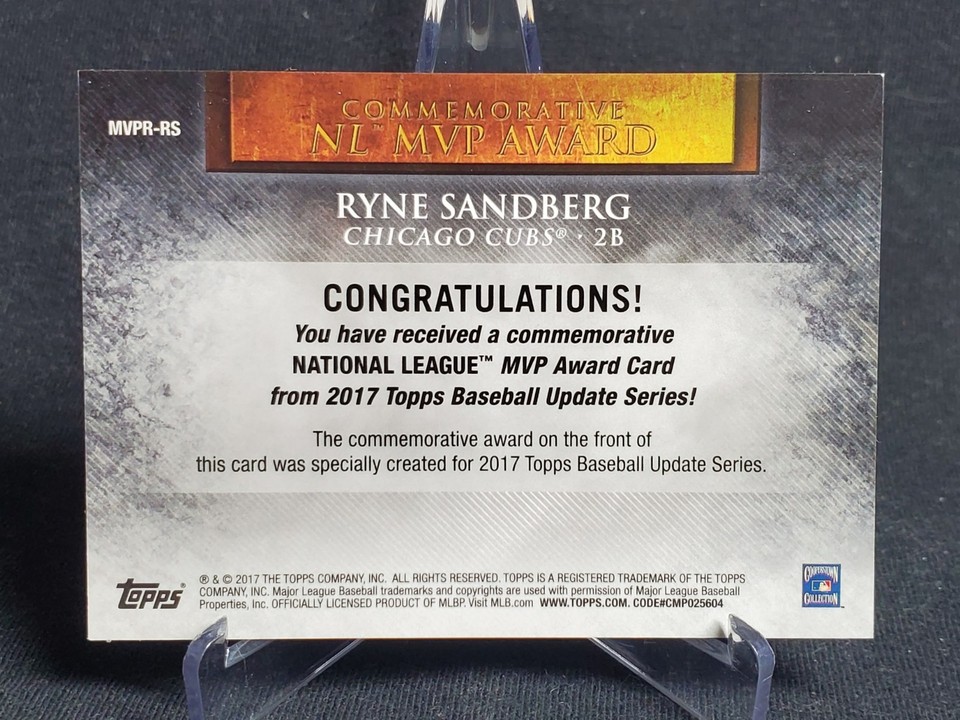 MVPR-RS
COMMEMORATIVE
NL™ MVP AWARD
RYNE SANDBERG
CHICAGO CUBS® · 2B
CONGRATULATIONS!
You have received a commemorative
NATIONAL LEAGUE™ MVP Award Card
from 2017 Topps Baseball Update Series!
The commemorative award on the front of
this card was specially created for 2017 Topps Baseball Update Series.
Topps®
® & © 2017 THE TOPPS COMPANY, INC. ALL RIGHTS RESERVED. TOPPS IS A REGISTERED TRADEMARK OF THE TOPPS
COMPANY, INC. Major League Baseball trademarks and copyrights are used with permission of Major League Baseball
Properties, Inc. OFFICIALLY LICENSED PRODUCT OF MLBP. Visit MLB.com WWW.TOPPS.COM. CODE#CMP025604
COOPERSTOWN
COLLECTION™